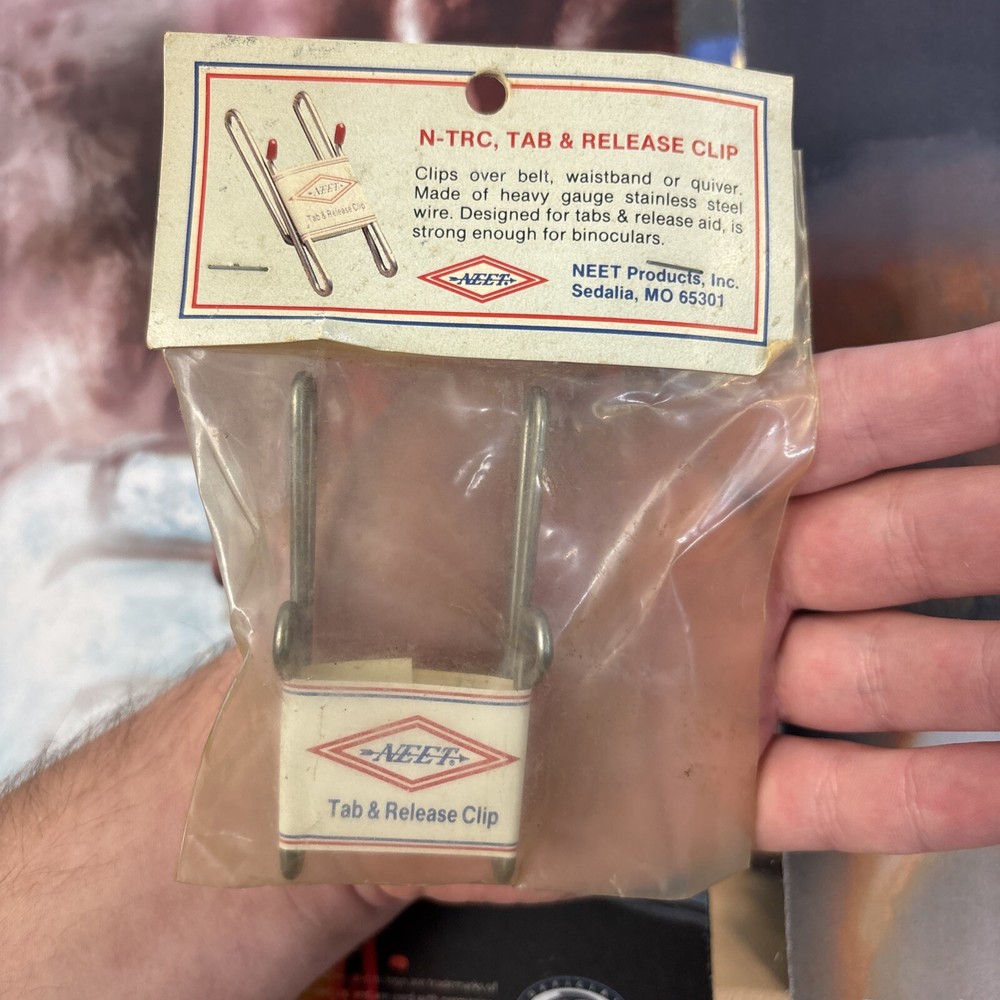 N-TRC, TAB & RELEASE CLIP
Clips over belt, waistband or quiver.
Made of heavy gauge stainless steel
wire. Designed for tabs & release aid, is
strong enough for binoculars.
NEET
Tab & Release Clip
NEET
NEET Products, Inc.
Sedalia, MO 65301
NEET®
Tab & Release Clip